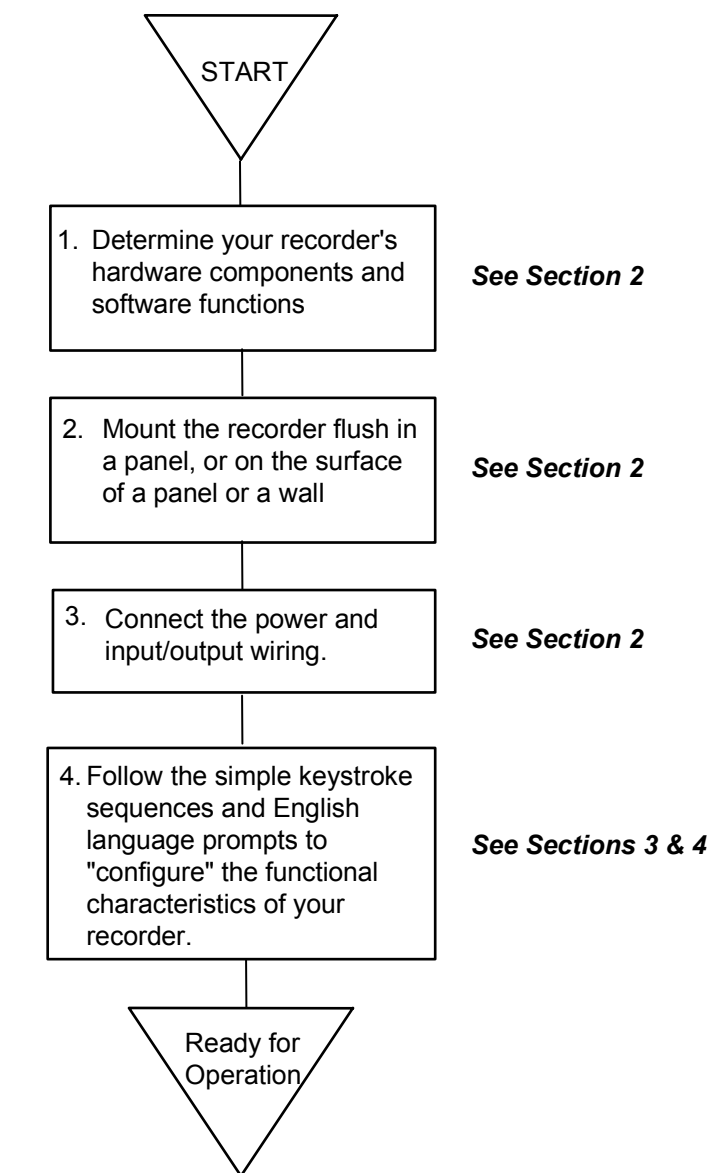 START
1. Determine your recorder's
hardware components and
software functions
See Section 2
2. Mount the recorder flush in
a panel, or on the surface
of a panel or a wall
See Section 2
3. Connect the power and
input/output wiring.
See Section 2
4. Follow the simple keystroke
sequences and English
language prompts to
"configure" the functional
characteristics of your
recorder.
See Sections 3 & 4
Ready for
Operation